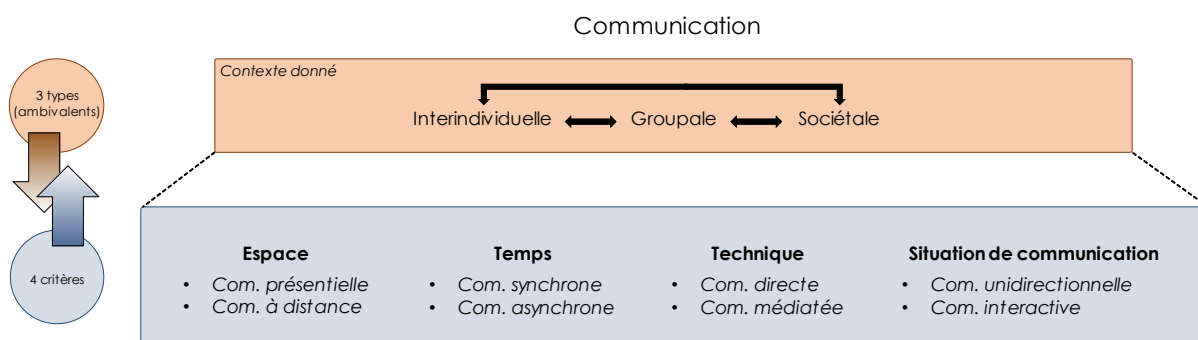 Communication
Contexte donné
3 types
(ambivalents)
Interindividuelle Groupale Sociétale
4 critères
Espace
• Com. présentielle
• Com. à distance
Temps
• Com. synchrone
• Com. asynchrone
Technique
• Com. directe
• Com. médiatée
Situation de communication
• Com. unidirectionnelle
• Com. interactive